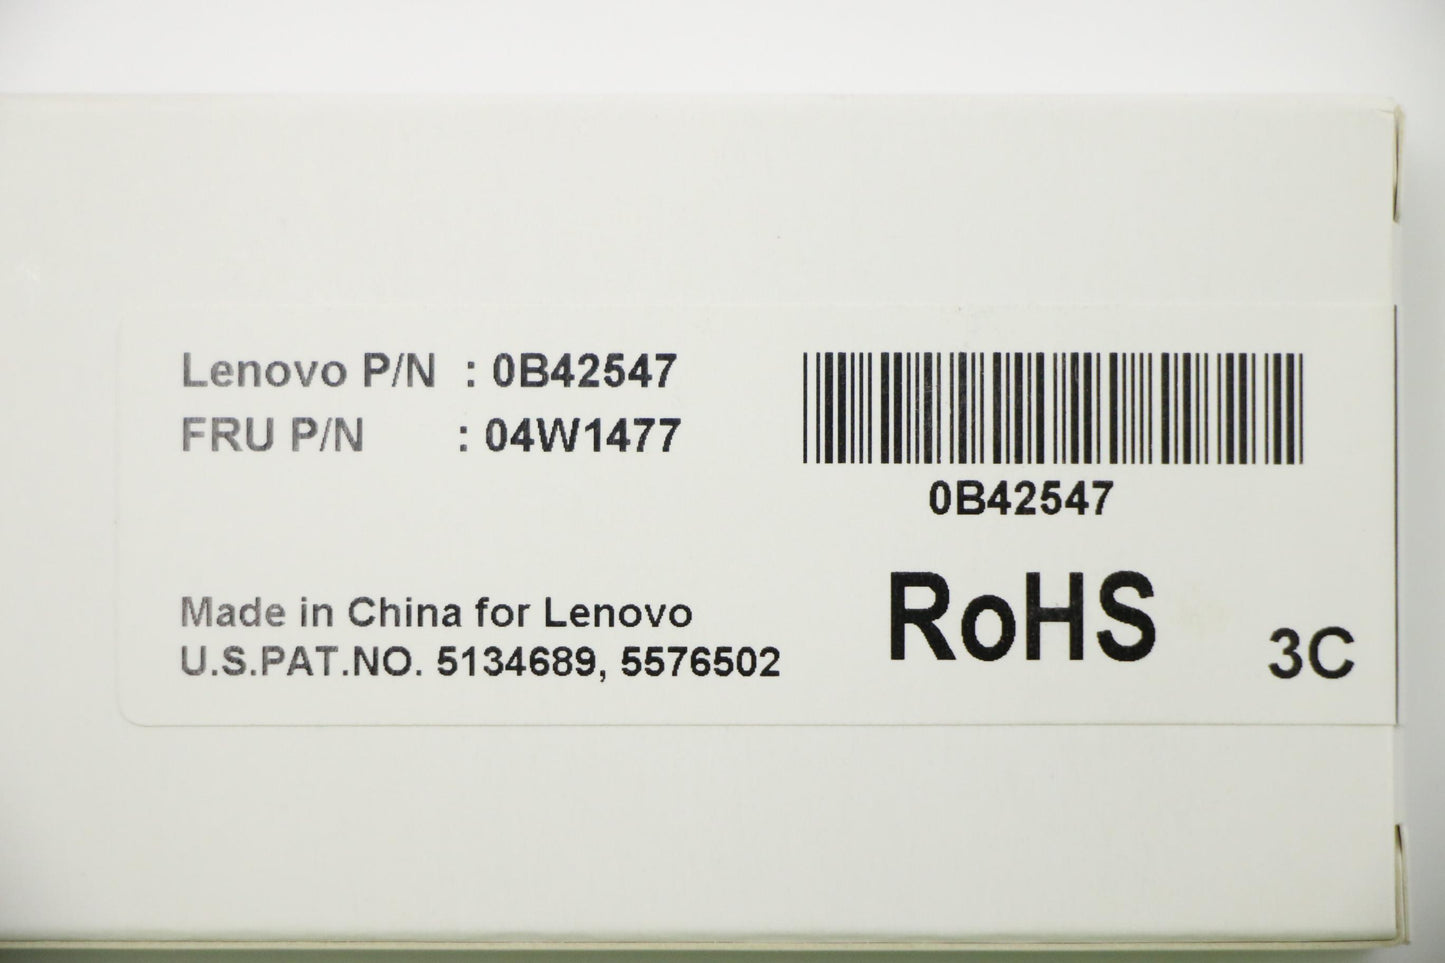 Lenovo P/N : 0B42547
FRU P/N : 04W1477
0B42547
Made in China for Lenovo
U.S.PAT.NO. 5134689, 5576502
RoHS
3C